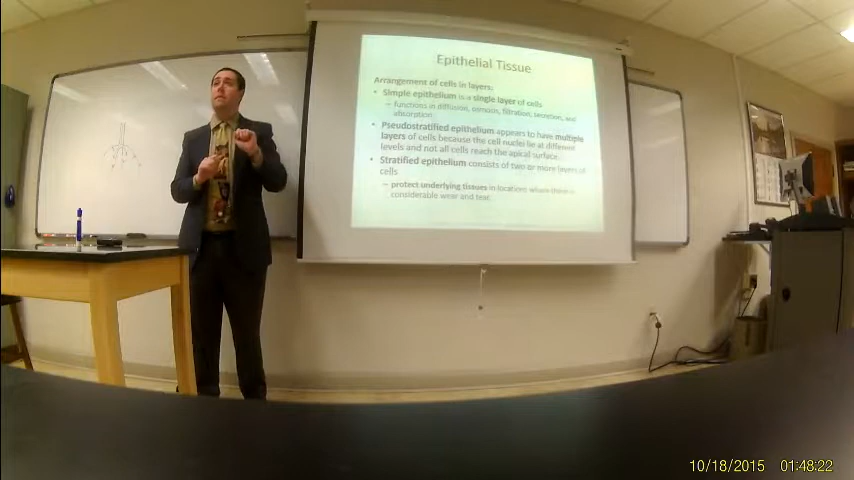 Epithelial Tissue
Arrangement of cells in layers:
• Simple epithelium is a single layer of cells
– functions in diffusion, osmosis, filtration, secretion, and
absorption
• Pseudostratified epithelium appears to have multiple
layers of cells because the cell nuclei lie at different
levels and not all cells reach the apical surface.
• Stratified epithelium consists of two or more layers of
cells
– protect underlying tissues in locations where there is
considerable wear and tear.
10/18/2015 01:48:22